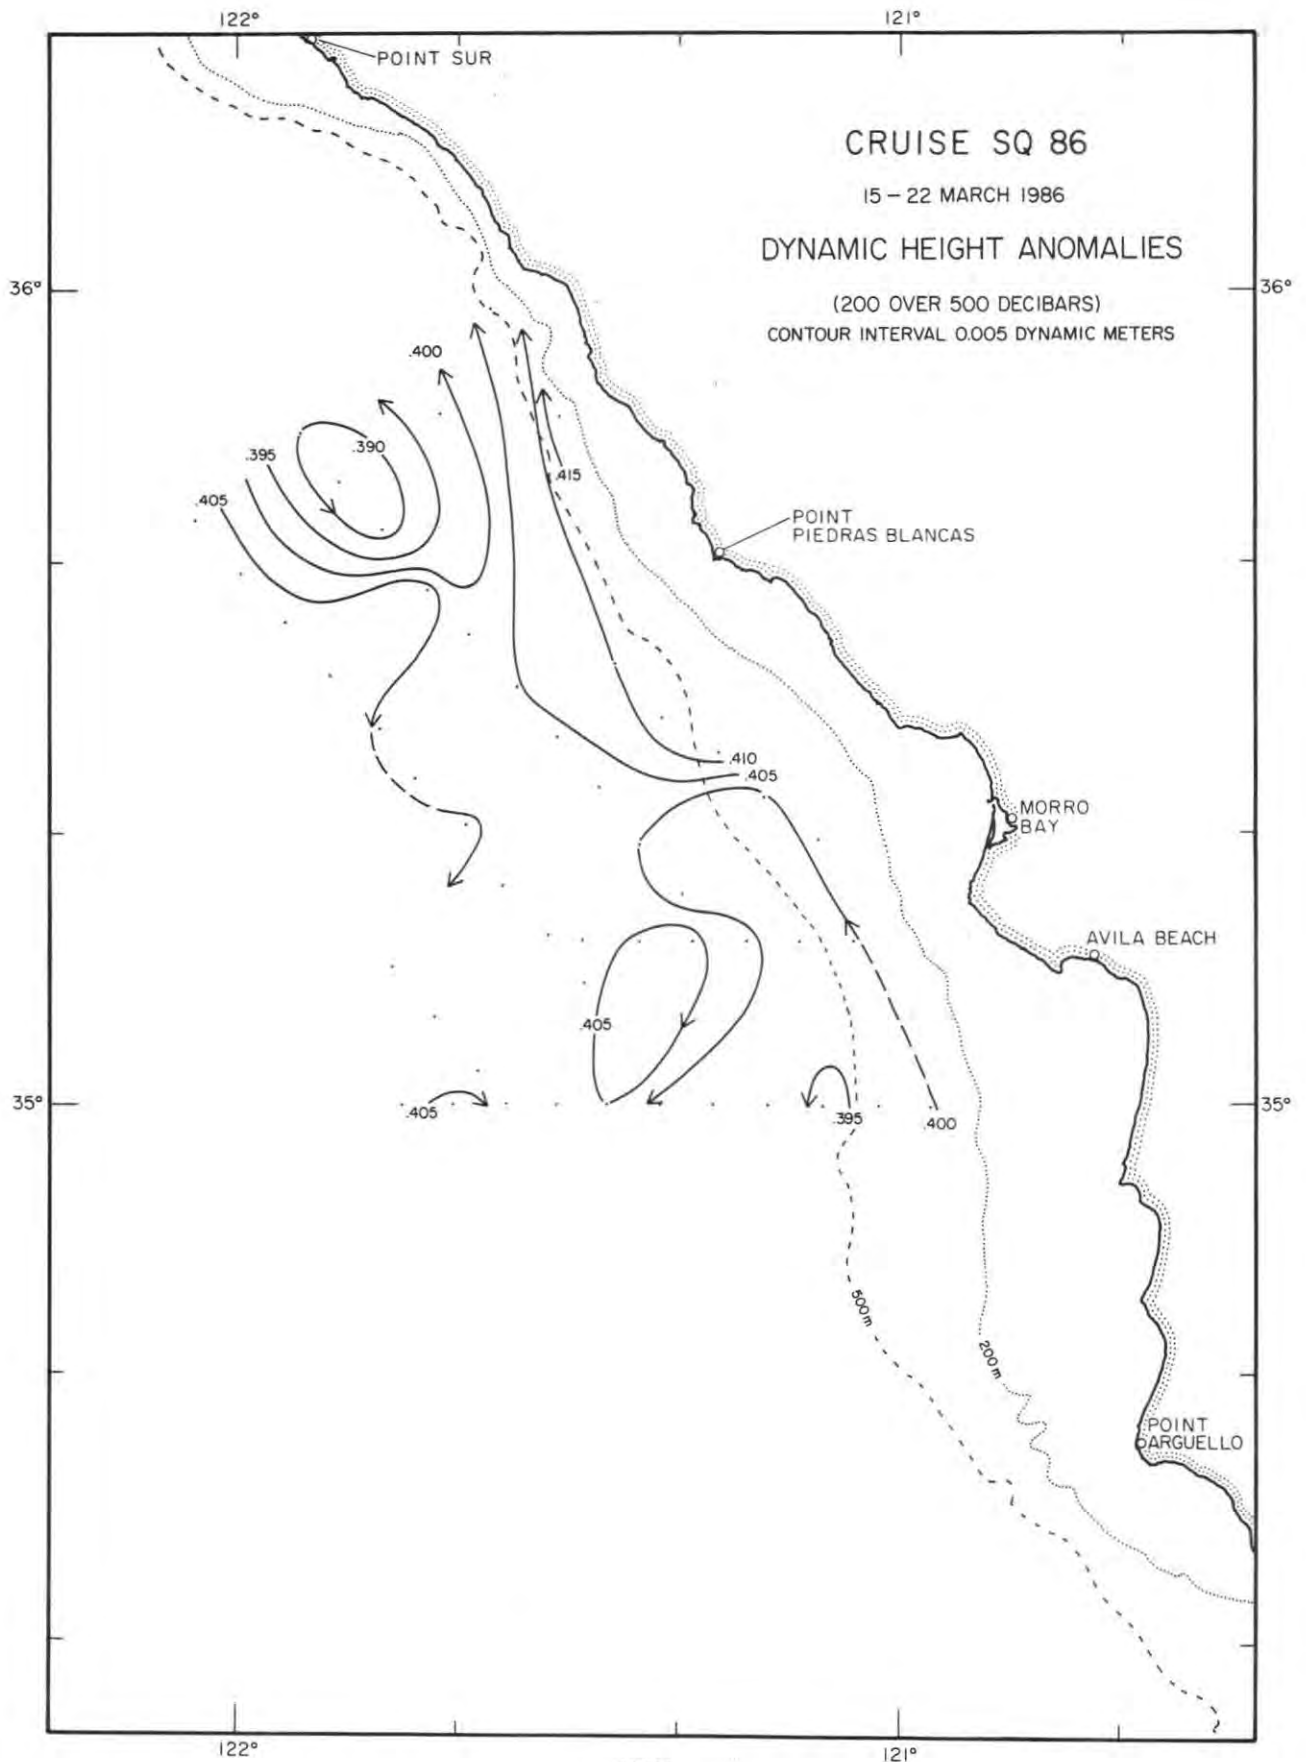 122°
121°
POINT SUR
CRUISE SQ 86
15 – 22 MARCH 1986
DYNAMIC HEIGHT ANOMALIES
36°
36°
(200 OVER 500 DECIBARS)
CONTOUR INTERVAL 0.005 DYNAMIC METERS
.400
.390
.395
.415
.405
POINT
PIEDRAS BLANCAS
.410
.405
MORRO
BAY
AVILA BEACH
.405
35°
35°
.405
.395
.400
500m
200m
POINT
ARGUELLO
122°
121°